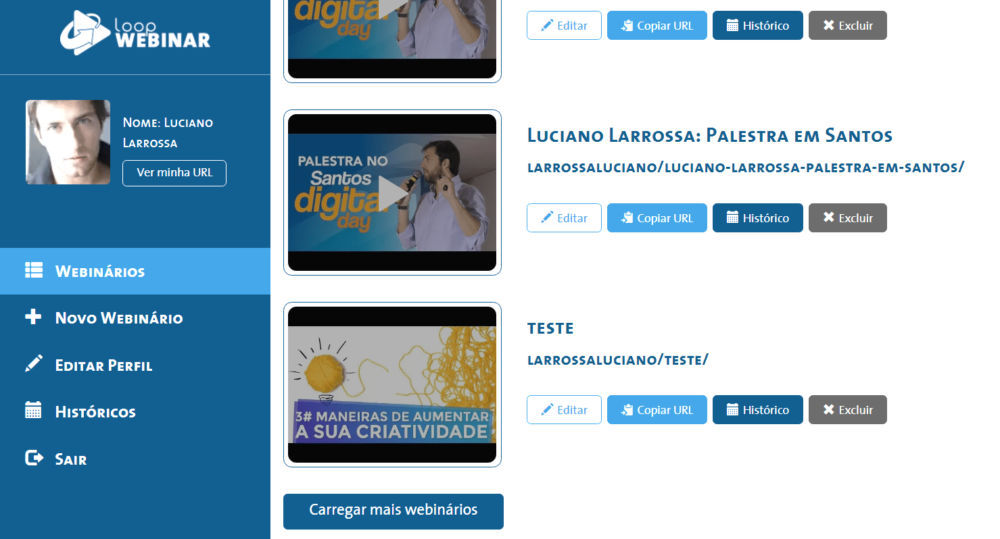 loop
WEBINAR
Nome: Luciano
Larrossa
Ver minha URL
Webinários
Novo Webinário
Editar Perfil
Históricos
Sair
digital
day
Editar
Copiar URL
Histórico
Excluir
PALESTRA NO
Santos
digital
day
Luciano Larrossa: Palestra em Santos
larrossaluciano/luciano-larrossa-palestra-em-santos/
Editar
Copiar URL
Histórico
Excluir
3# MANEIRAS DE AUMENTAR
A SUA CRIATIVIDADE
teste
larrossaluciano/teste/
Editar
Copiar URL
Histórico
Excluir
Carregar mais webinários